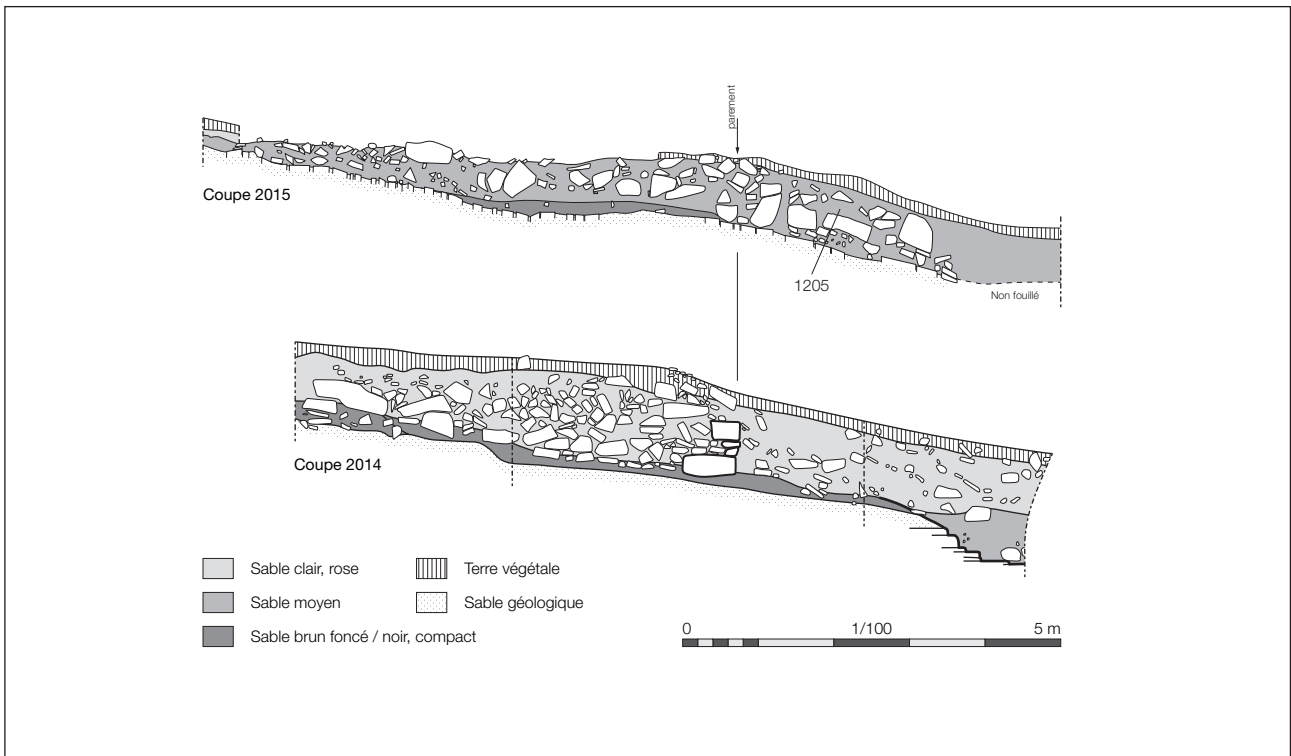 parement
Coupe 2015
1205
Non fouillé
Coupe 2014
Sable clair, rose
Terre végétale
Sable moyen
Sable géologique
Sable brun foncé / noir, compact
0 1/100 5 m